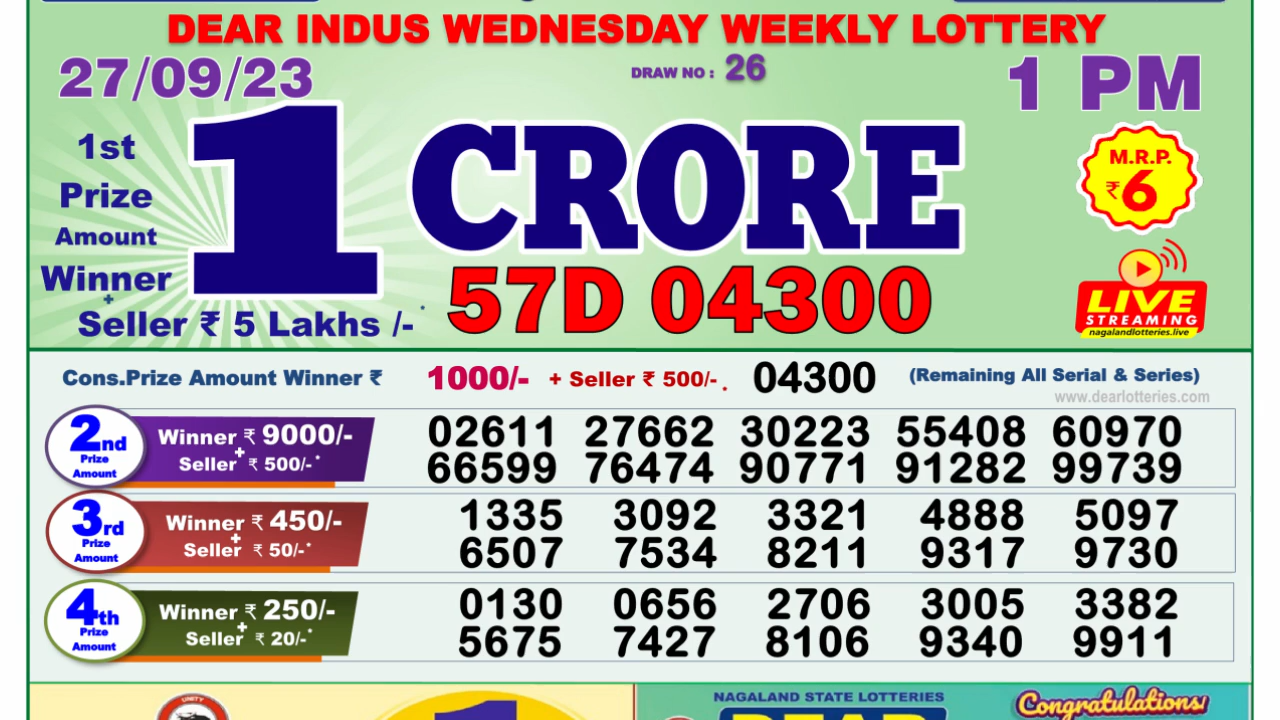 DEAR INDUS WEDNESDAY WEEKLY LOTTERY
27/09/23
DRAW NO : 26
1 PM
1st
Prize
Amount
Winner
+
Seller ₹ 5 Lakhs /- *
1 CRORE
57D 04300
M.R.P.
₹6
LIVE
STREAMING
nagalandlotteries.live
Cons.Prize Amount Winner ₹ 1000/- + Seller ₹ 500/- . 04300 (Remaining All Serial & Series)
www.dearlotteries.com
2nd
Prize
Amount
Winner ₹ 9000/-
+
Seller ₹ 500/- *
02611 27662 30223 55408 60970
66599 76474 90771 91282 99739
3rd
Prize
Amount
Winner ₹ 450/-
+
Seller ₹ 50/- *
1335 3092 3321 4888 5097
6507 7534 8211 9317 9730
4th
Prize
Amount
Winner ₹ 250/-
+
Seller ₹ 20/- *
0130 0656 2706 3005 3382
5675 7427 8106 9340 9911
UNITY
1
NAGALAND STATE LOTTERIES
DEAR
Congratulations